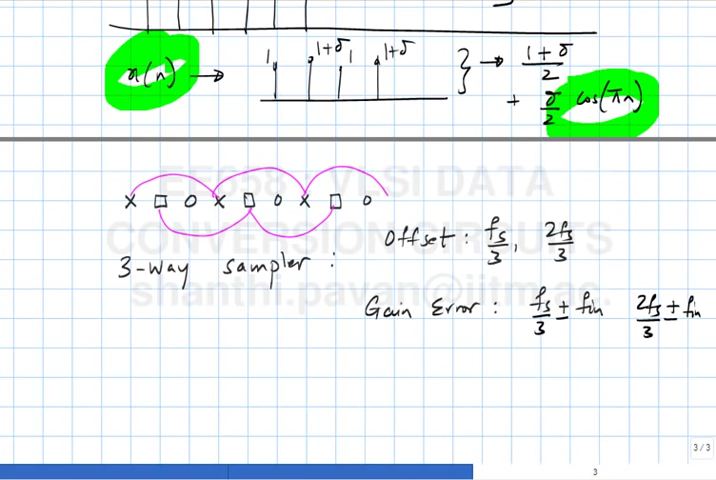 x(n) → 1 1+δ 1 1+δ } → (1+δ)/2
+ δ/2 cos(πn)
EE658 VLSI DATA
x □ o x □ o x □ o
CONVERSION CIRCUITS
Offset : fs/3, 2fs/3
3-way sampler :
shanthi.pavan@iitm.ac.
Gain Error : fs/3 ± fin 2fs/3 ± fin
3 / 3
3